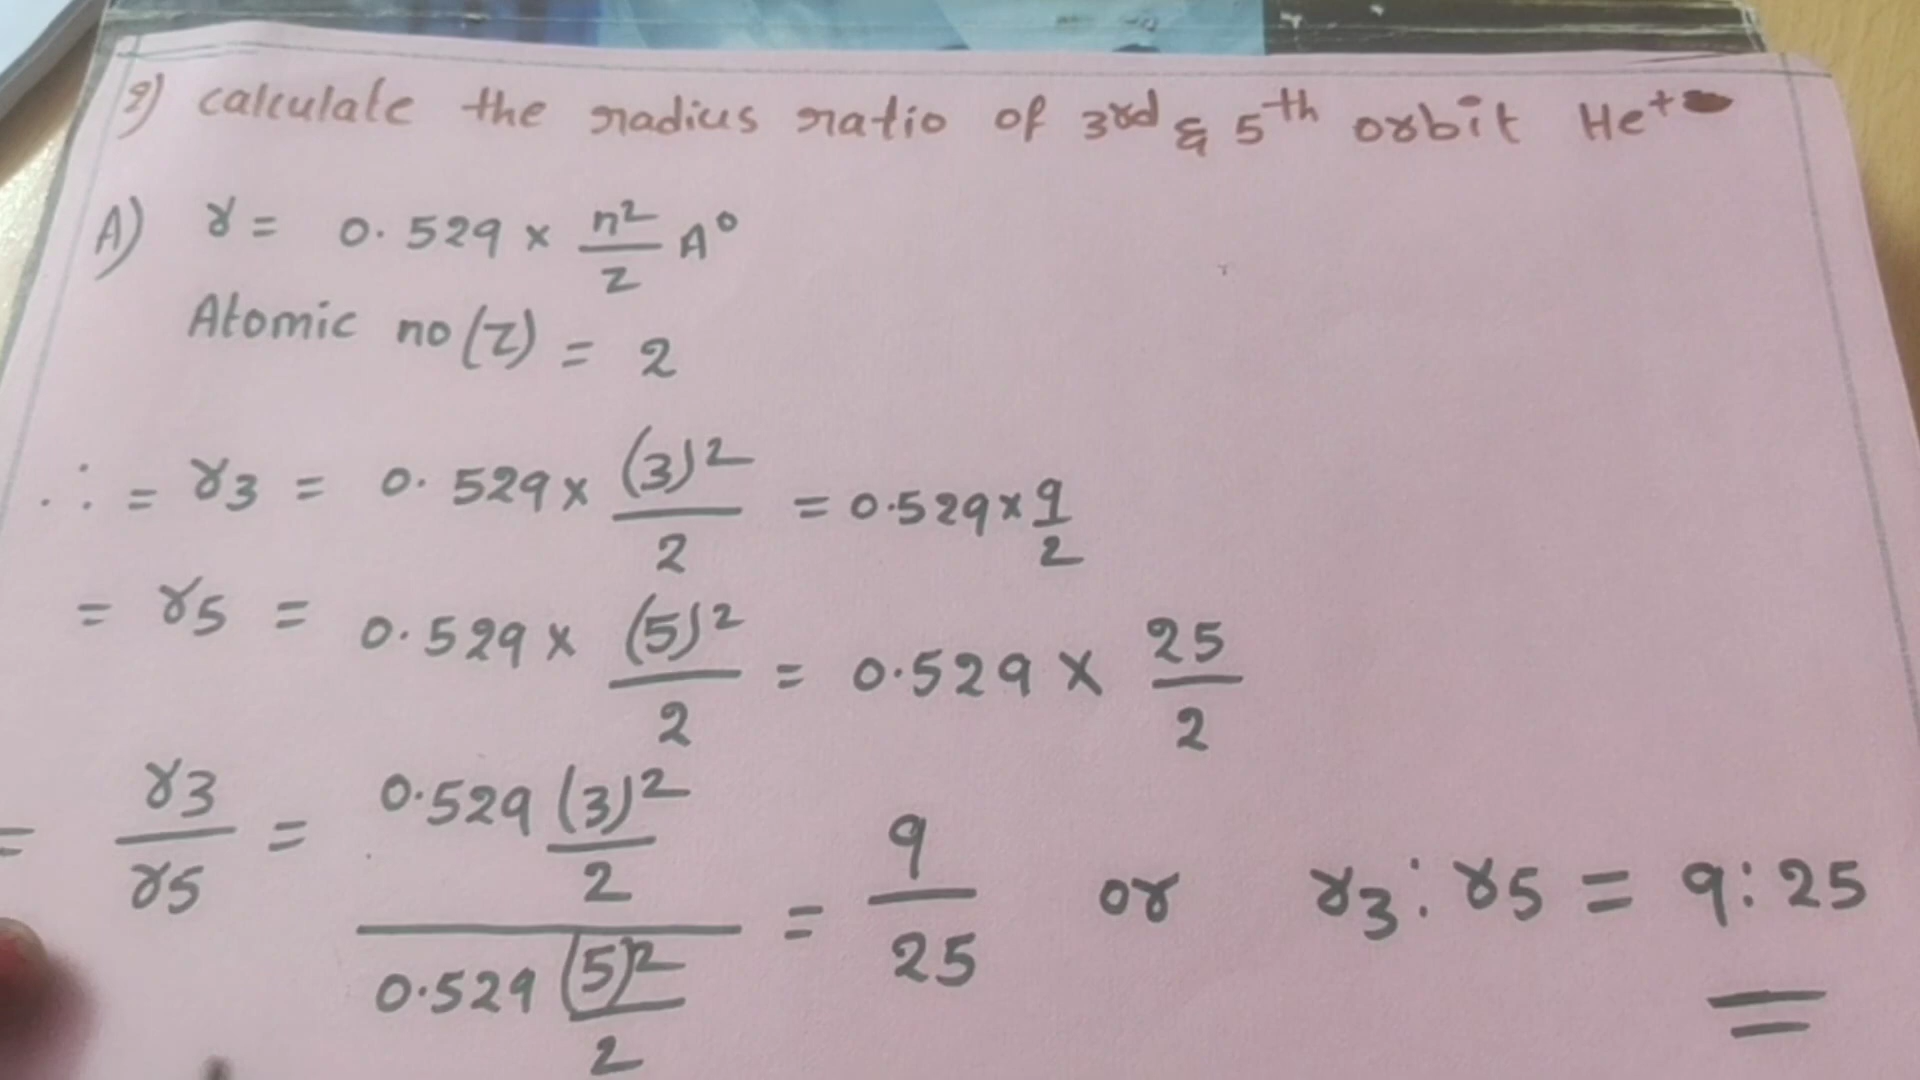 2) calculate the radius ratio of 3rd & 5th orbit He+
A) r = 0.529 × n²/Z A°
Atomic no (Z) = 2
∴ = r3 = 0.529 × (3)²/2 = 0.529 × 9/2
= r5 = 0.529 × (5)²/2 = 0.529 × 25/2
= r3/r5 = 0.529 (3)²/2 / 0.529 (5)²/2 = 9/25 or r3 : r5 = 9 : 25